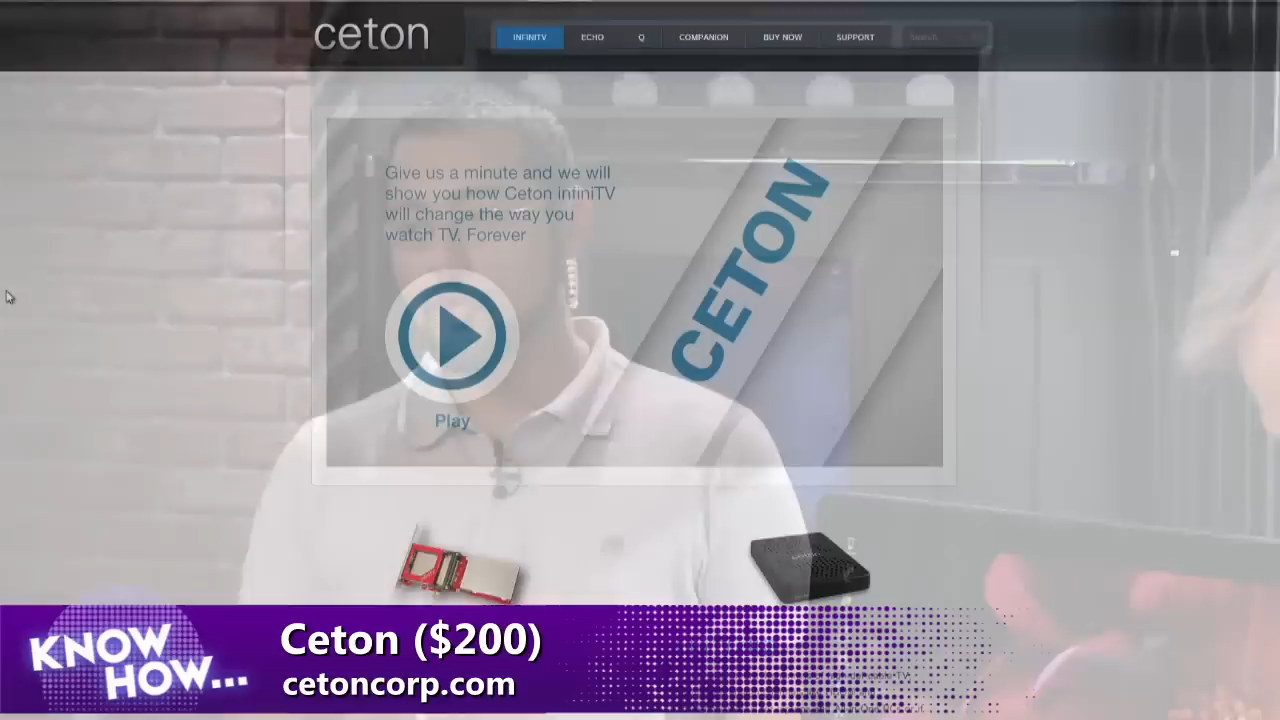 ceton
INFINITV ECHO Q COMPANION BUY NOW SUPPORT Search
Give us a minute and we will
show you how Ceton infiniTV
will change the way you
watch TV. Forever
CETON
Play
KNOW
HOW...
Ceton ($200)
cetoncorp.com